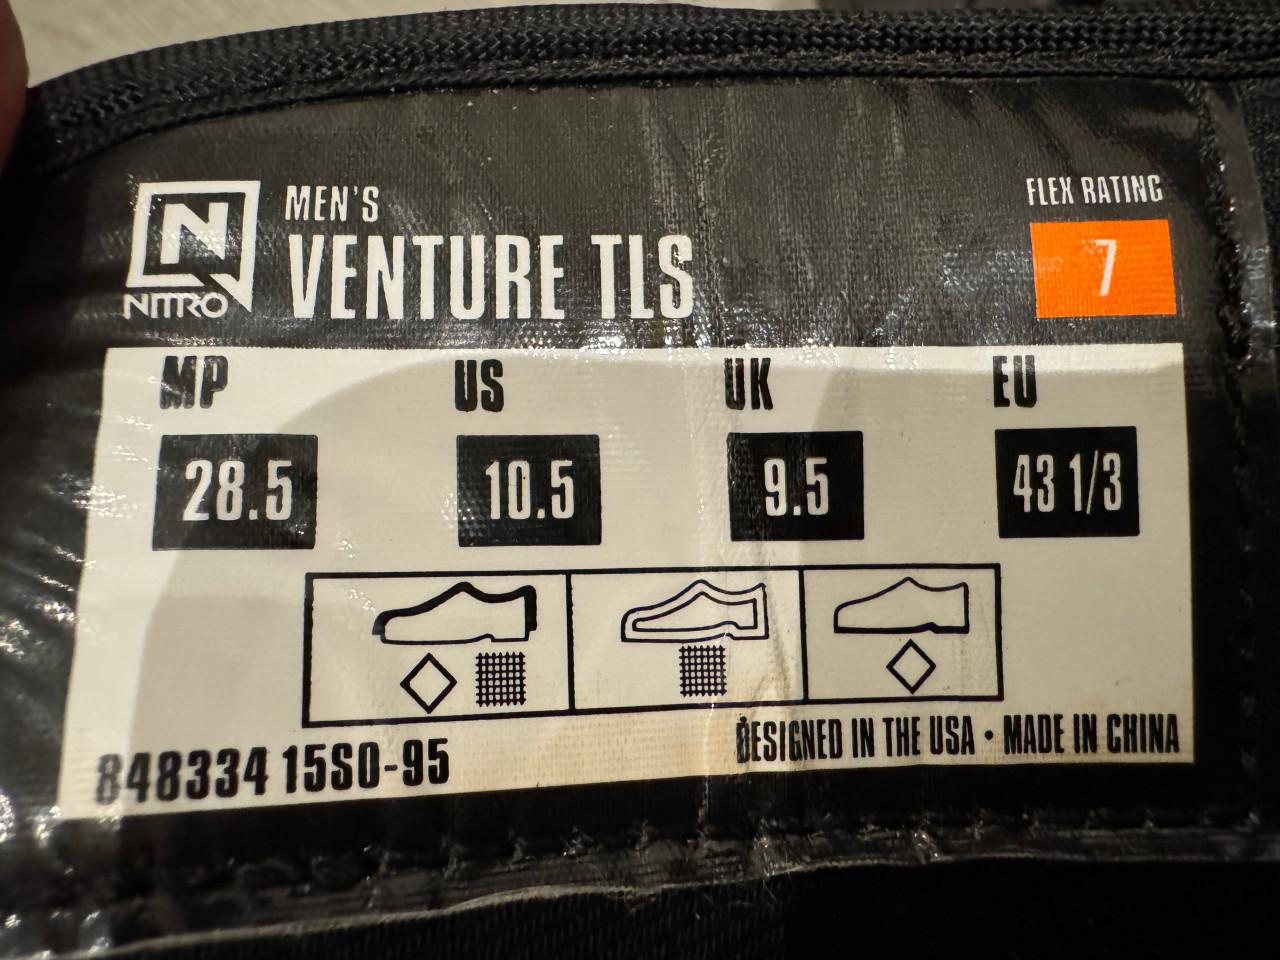 N
NITRO
MEN'S
VENTURE TLS
FLEX RATING
7
MP US UK EU
28.5 10.5 9.5 43 1/3
848334 15S0-95
DESIGNED IN THE USA • MADE IN CHINA